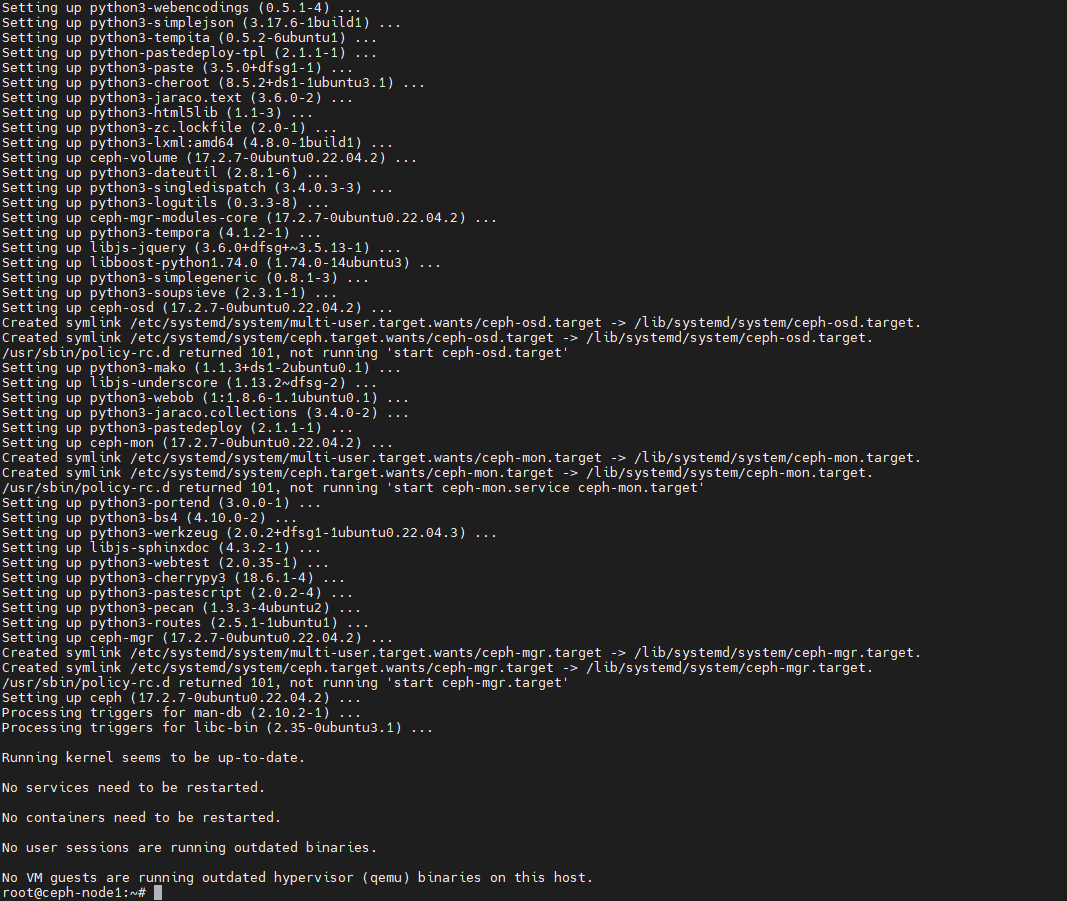 Setting up python3-webencodings (0.5.1-4) ...
Setting up python3-simplejson (3.17.6-1build1) ...
Setting up python3-tempita (0.5.2-6ubuntu1) ...
Setting up python-pastedeploy-tpl (2.1.1-1) ...
Setting up python3-paste (3.5.0+dfsg1-1) ...
Setting up python3-cheroot (8.5.2+ds1-1ubuntu3.1) ...
Setting up python3-jaraco.text (3.6.0-2) ...
Setting up python3-html5lib (1.1-3) ...
Setting up python3-zc.lockfile (2.0-1) ...
Setting up python3-lxml:amd64 (4.8.0-1build1) ...
Setting up ceph-volume (17.2.7-0ubuntu0.22.04.2) ...
Setting up python3-dateutil (2.8.1-6) ...
Setting up python3-singledispatch (3.4.0.3-3) ...
Setting up python3-logutils (0.3.3-8) ...
Setting up ceph-mgr-modules-core (17.2.7-0ubuntu0.22.04.2) ...
Setting up python3-tempora (4.1.2-1) ...
Setting up libjs-jquery (3.6.0+dfsg+~3.5.13-1) ...
Setting up libboost-python1.74.0 (1.74.0-14ubuntu3) ...
Setting up python3-simplegeneric (0.8.1-3) ...
Setting up python3-soupsieve (2.3.1-1) ...
Setting up ceph-osd (17.2.7-0ubuntu0.22.04.2) ...
Created symlink /etc/systemd/system/multi-user.target.wants/ceph-osd.target -> /lib/systemd/system/ceph-osd.target.
Created symlink /etc/systemd/system/ceph.target.wants/ceph-osd.target -> /lib/systemd/system/ceph-osd.target.
/usr/sbin/policy-rc.d returned 101, not running 'start ceph-osd.target'
Setting up python3-mako (1.1.3+ds1-2ubuntu0.1) ...
Setting up libjs-underscore (1.13.2~dfsg-2) ...
Setting up python3-webob (1:1.8.6-1.1ubuntu0.1) ...
Setting up python3-jaraco.collections (3.4.0-2) ...
Setting up python3-pastedeploy (2.1.1-1) ...
Setting up ceph-mon (17.2.7-0ubuntu0.22.04.2) ...
Created symlink /etc/systemd/system/multi-user.target.wants/ceph-mon.target -> /lib/systemd/system/ceph-mon.target.
Created symlink /etc/systemd/system/ceph.target.wants/ceph-mon.target -> /lib/systemd/system/ceph-mon.target.
/usr/sbin/policy-rc.d returned 101, not running 'start ceph-mon.service ceph-mon.target'
Setting up python3-portend (3.0.0-1) ...
Setting up python3-bs4 (4.10.0-2) ...
Setting up python3-werkzeug (2.0.2+dfsg1-1ubuntu0.22.04.3) ...
Setting up libjs-sphinxdoc (4.3.2-1) ...
Setting up python3-webtest (2.0.35-1) ...
Setting up python3-cherrypy3 (18.6.1-4) ...
Setting up python3-pastescript (2.0.2-4) ...
Setting up python3-pecan (1.3.3-4ubuntu2) ...
Setting up python3-routes (2.5.1-1ubuntu1) ...
Setting up ceph-mgr (17.2.7-0ubuntu0.22.04.2) ...
Created symlink /etc/systemd/system/multi-user.target.wants/ceph-mgr.target -> /lib/systemd/system/ceph-mgr.target.
Created symlink /etc/systemd/system/ceph.target.wants/ceph-mgr.target -> /lib/systemd/system/ceph-mgr.target.
/usr/sbin/policy-rc.d returned 101, not running 'start ceph-mgr.target'
Setting up ceph (17.2.7-0ubuntu0.22.04.2) ...
Processing triggers for man-db (2.10.2-1) ...
Processing triggers for libc-bin (2.35-0ubuntu3.1) ...
Running kernel seems to be up-to-date.
No services need to be restarted.
No containers need to be restarted.
No user sessions are running outdated binaries.
No VM guests are running outdated hypervisor (qemu) binaries on this host.
root@ceph-node1:~#